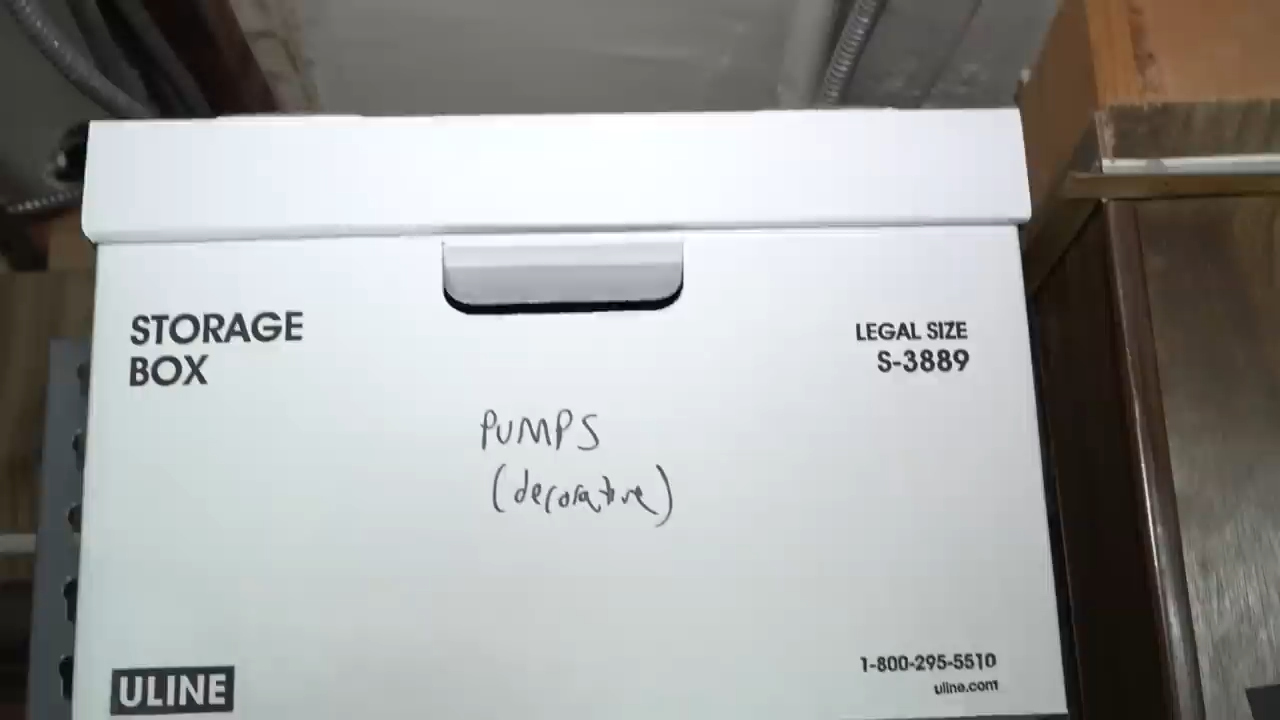 STORAGE
BOX
LEGAL SIZE
S-3889
PUMPS
(decorative)
ULINE
1-800-295-5510
uline.com